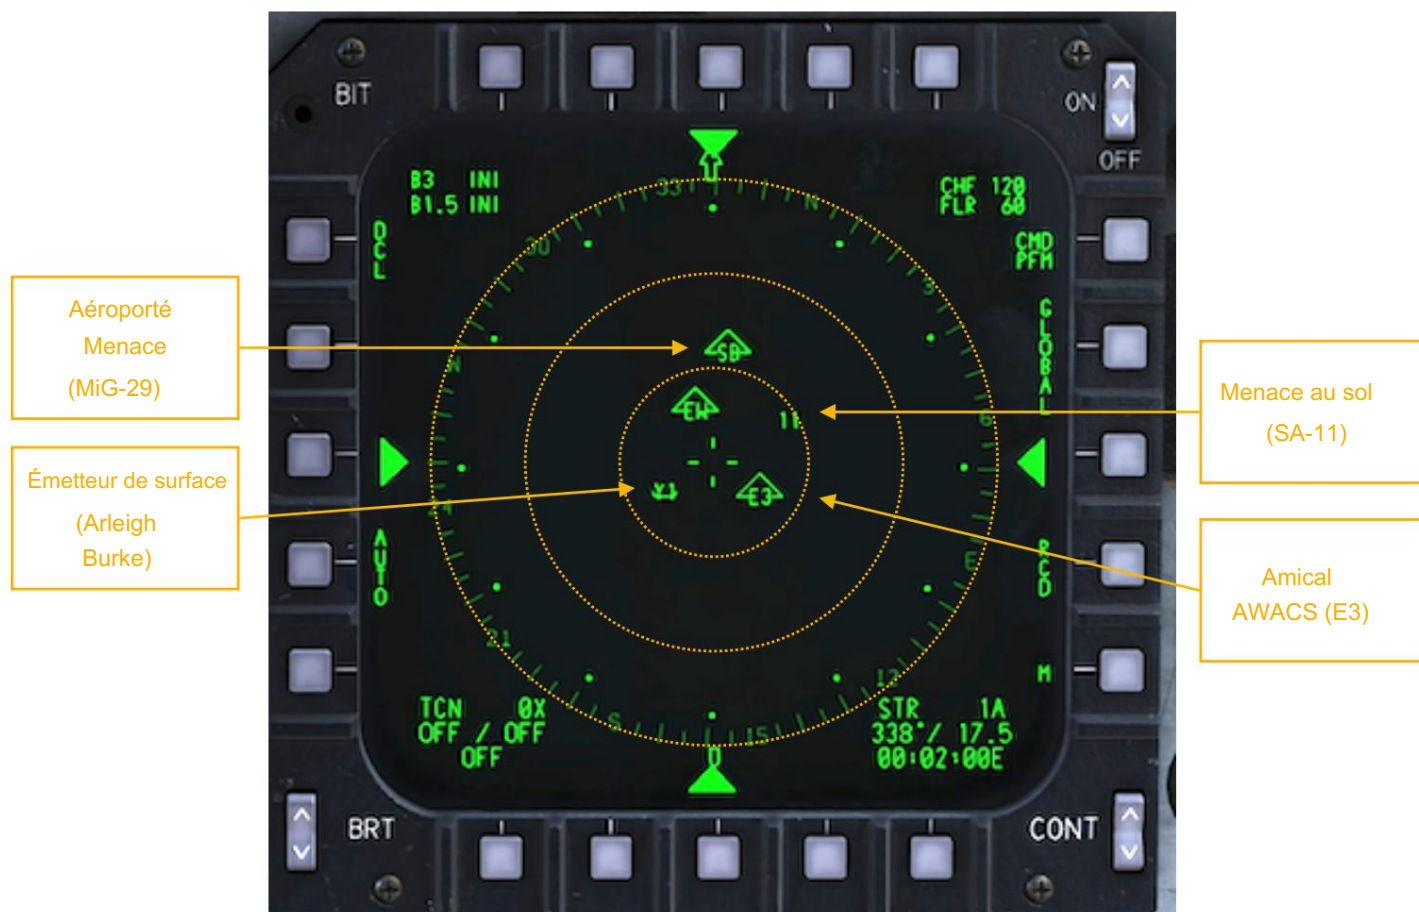 BIT
ON
OFF
B3 INI
B1.5 INI
CHF 120
FLR 60
DCL
CMD
PFM
GLOBAL
33
N
30
3
W
6
24
E
21
12
S
15
Aéroporté
Menace
(MiG-29)
SB
EW
11
E3
Menace au sol
(SA-11)
Émetteur de surface
(Arleigh
Burke)
AUTO
RCD
Amical
AWACS (E3)
M
TCN 0X
OFF / OFF
OFF
STR 1A
338°/ 17.5
00:02:00E
0
BRT
CONT